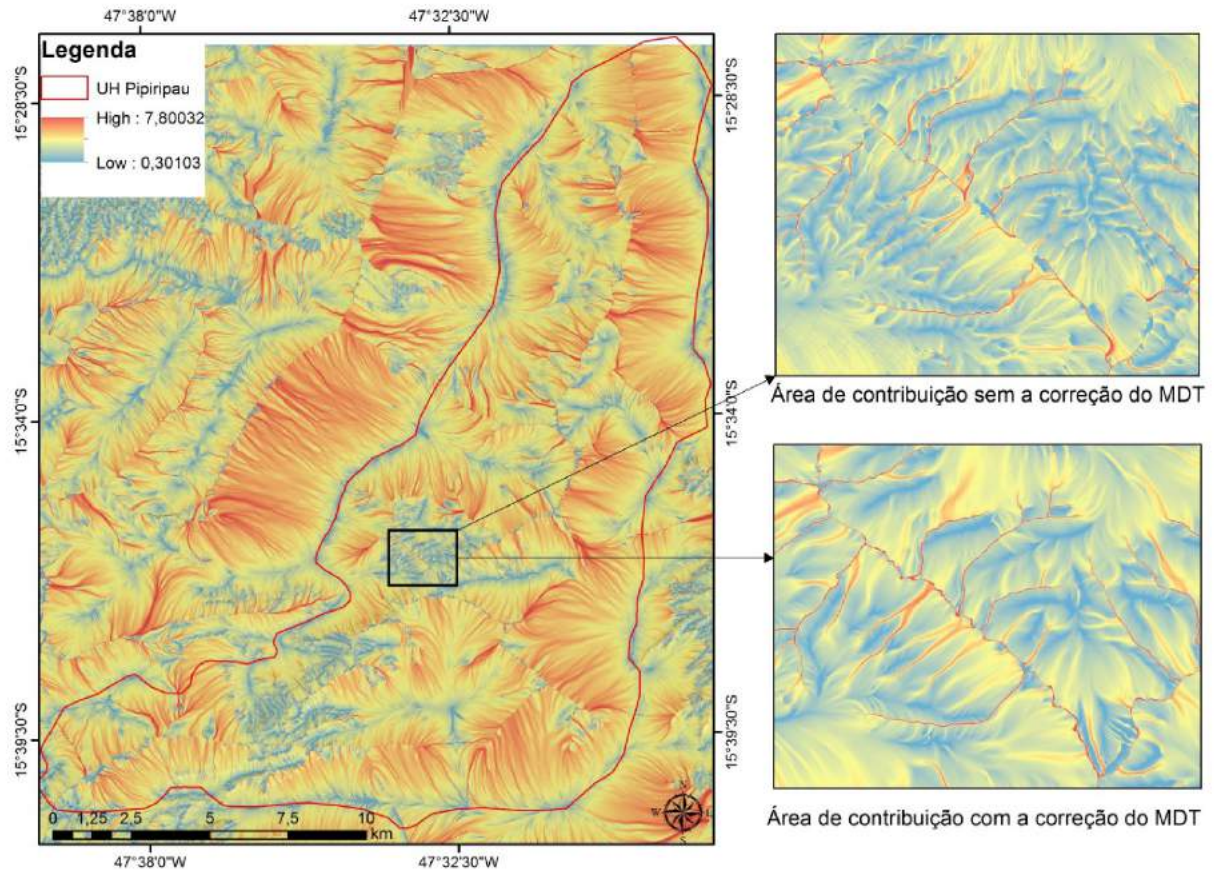 47°38'0"W
47°32'30"W
Legenda
UH Pipiripau
High : 7,80032
Low : 0,30103
15°28'30"S
15°28'30"S
15°34'0"S
15°34'0"S
15°39'30"S
15°39'30"S
Área de contribuição sem a correção do MDT
Área de contribuição com a correção do MDT
0 1,25 2,5 5 7,5 10
km
N
W
L
S
47°38'0"W
47°32'30"W